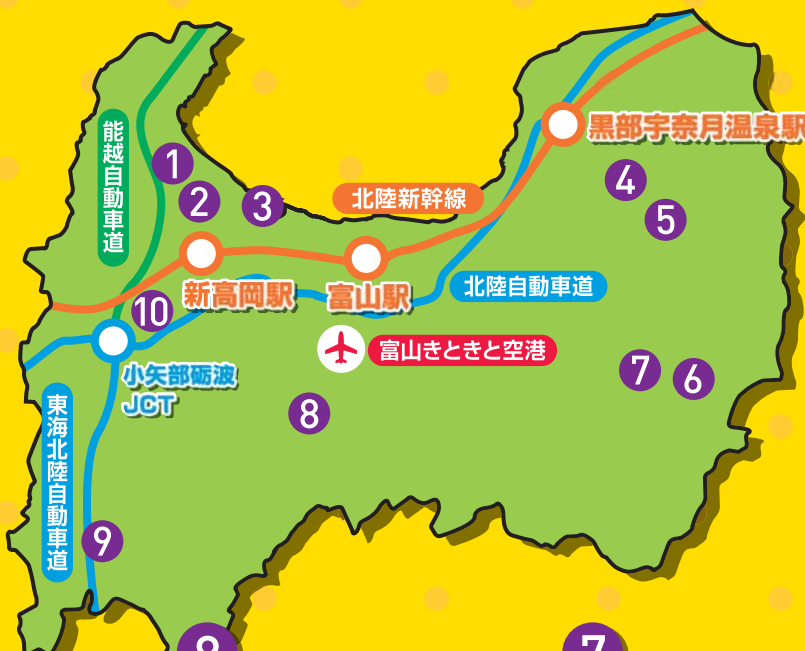 能越自動車道
1
2
3
北陸新幹線
黒部宇奈月温泉駅
4
5
新高岡駅
富山駅
北陸自動車道
10
小矢部砺波
JCT
富山きときと空港
7
6
8
東海北陸自動車道
9
8
7